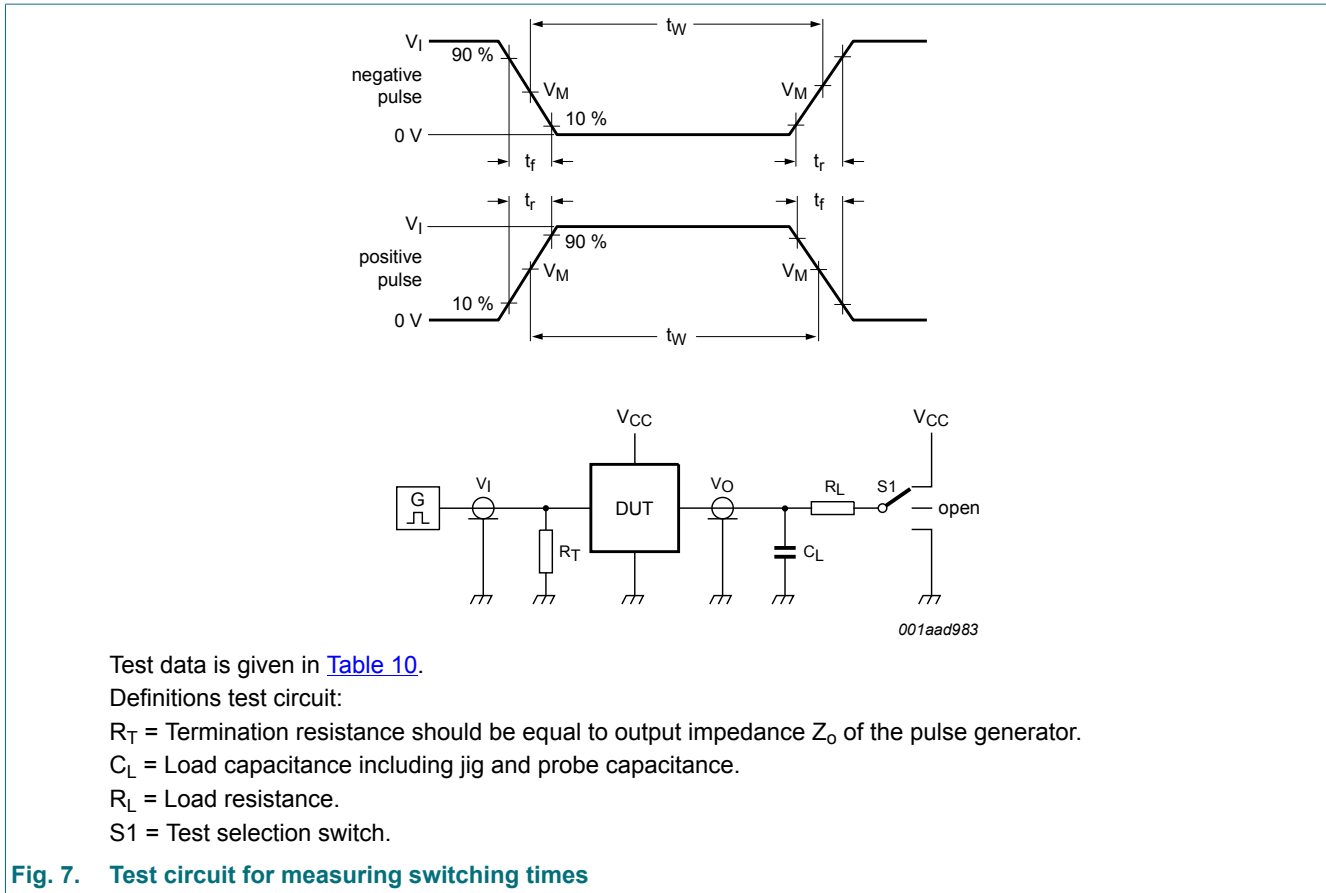 tW
VI
90 %
negative
pulse
VM
VM
10 %
0 V
tf
tr
tr
tf
VI
90 %
positive
pulse
VM
VM
10 %
0 V
tW
VCC
VCC
G
VI
DUT
VO
RL
S1
open
RT
CL
001aad983
Test data is given in Table 10.
Definitions test circuit:
RT = Termination resistance should be equal to output impedance Zo of the pulse generator.
CL = Load capacitance including jig and probe capacitance.
RL = Load resistance.
S1 = Test selection switch.
Fig. 7. Test circuit for measuring switching times